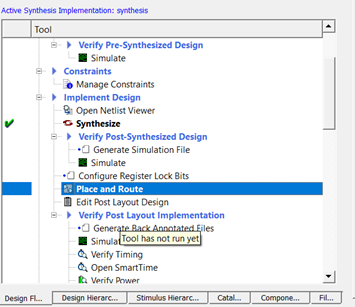 Active Synthesis Implementation: synthesis
Tool
Verify Pre-Synthesized Design
Simulate
Constraints
Manage Constraints
Implement Design
Open Netlist Viewer
Synthesize
Verify Post-Synthesized Design
Generate Simulation File
Simulate
Configure Register Lock Bits
Place and Route
Edit Post Layout Design
Verify Post Layout Implementation
Generate Back Annotated Files
Tool has not run yet
Verify Timing
Open SmartTime
Verify Power
Design Fl... Design Hierarc... Stimulus Hierarc... Catal... Compone... Fil...